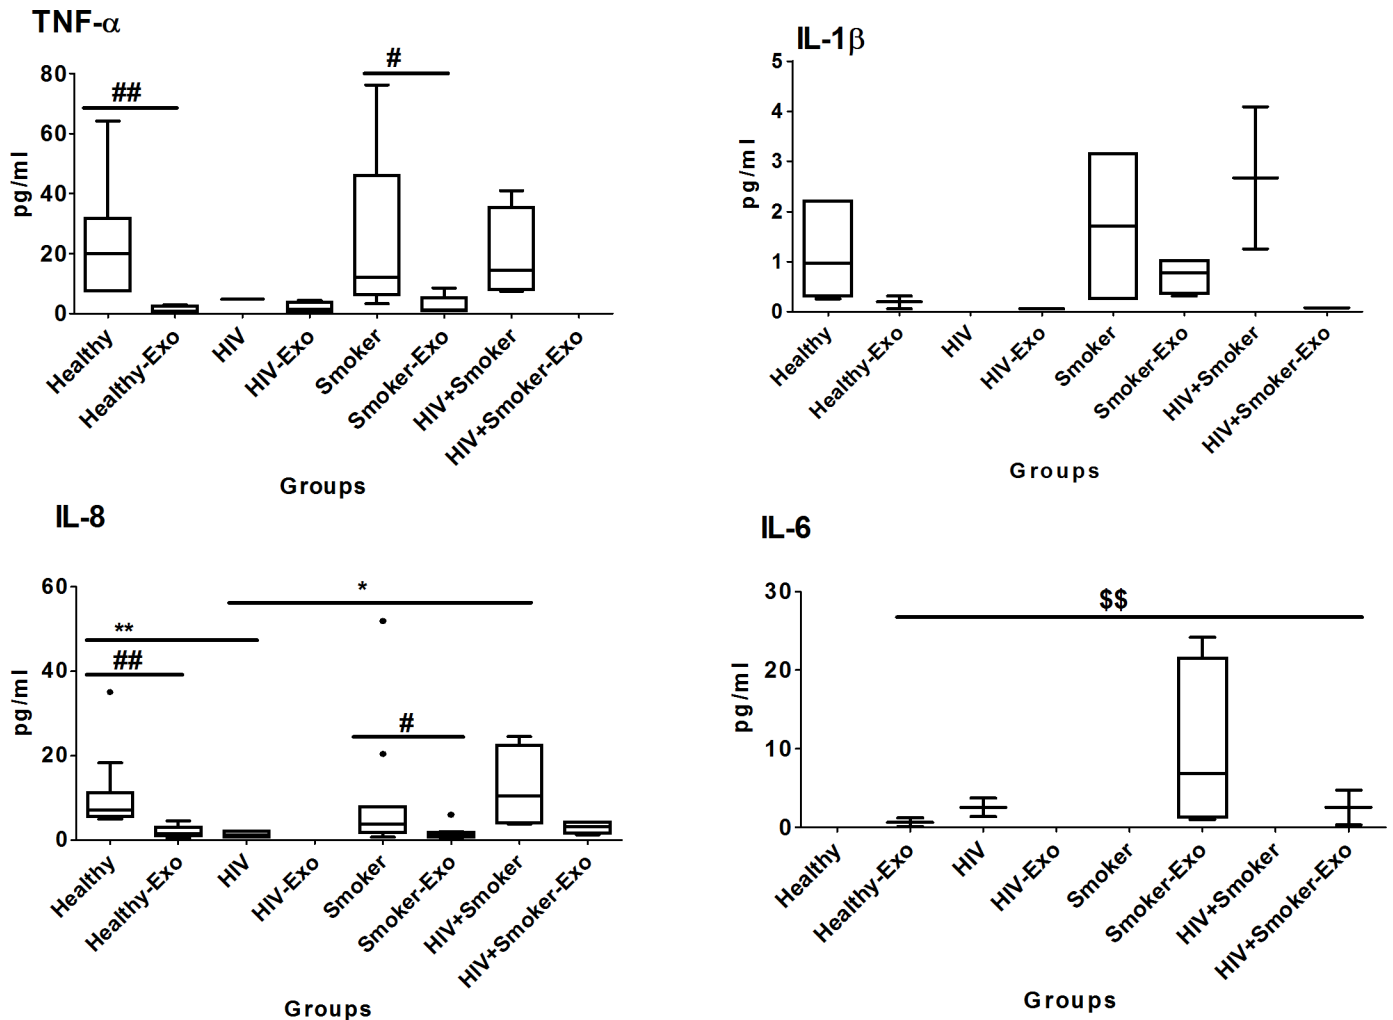 TNF-α
80
60
40
20
0
pg/ml
##
#
Healthy
Healthy-Exo
HIV
HIV-Exo
Smoker
Smoker-Exo
HIV+Smoker
HIV+Smoker-Exo
Groups
IL-1β
5
4
3
2
1
0
pg/ml
Healthy
Healthy-Exo
HIV
HIV-Exo
Smoker
Smoker-Exo
HIV+Smoker
HIV+Smoker-Exo
Groups
IL-8
60
40
20
0
pg/ml
*
**
##
#
Healthy
Healthy-Exo
HIV
HIV-Exo
Smoker
Smoker-Exo
HIV+Smoker
HIV+Smoker-Exo
Groups
IL-6
30
20
10
0
pg/ml
$$
Healthy
Healthy-Exo
HIV
HIV-Exo
Smoker
Smoker-Exo
HIV+Smoker
HIV+Smoker-Exo
Groups